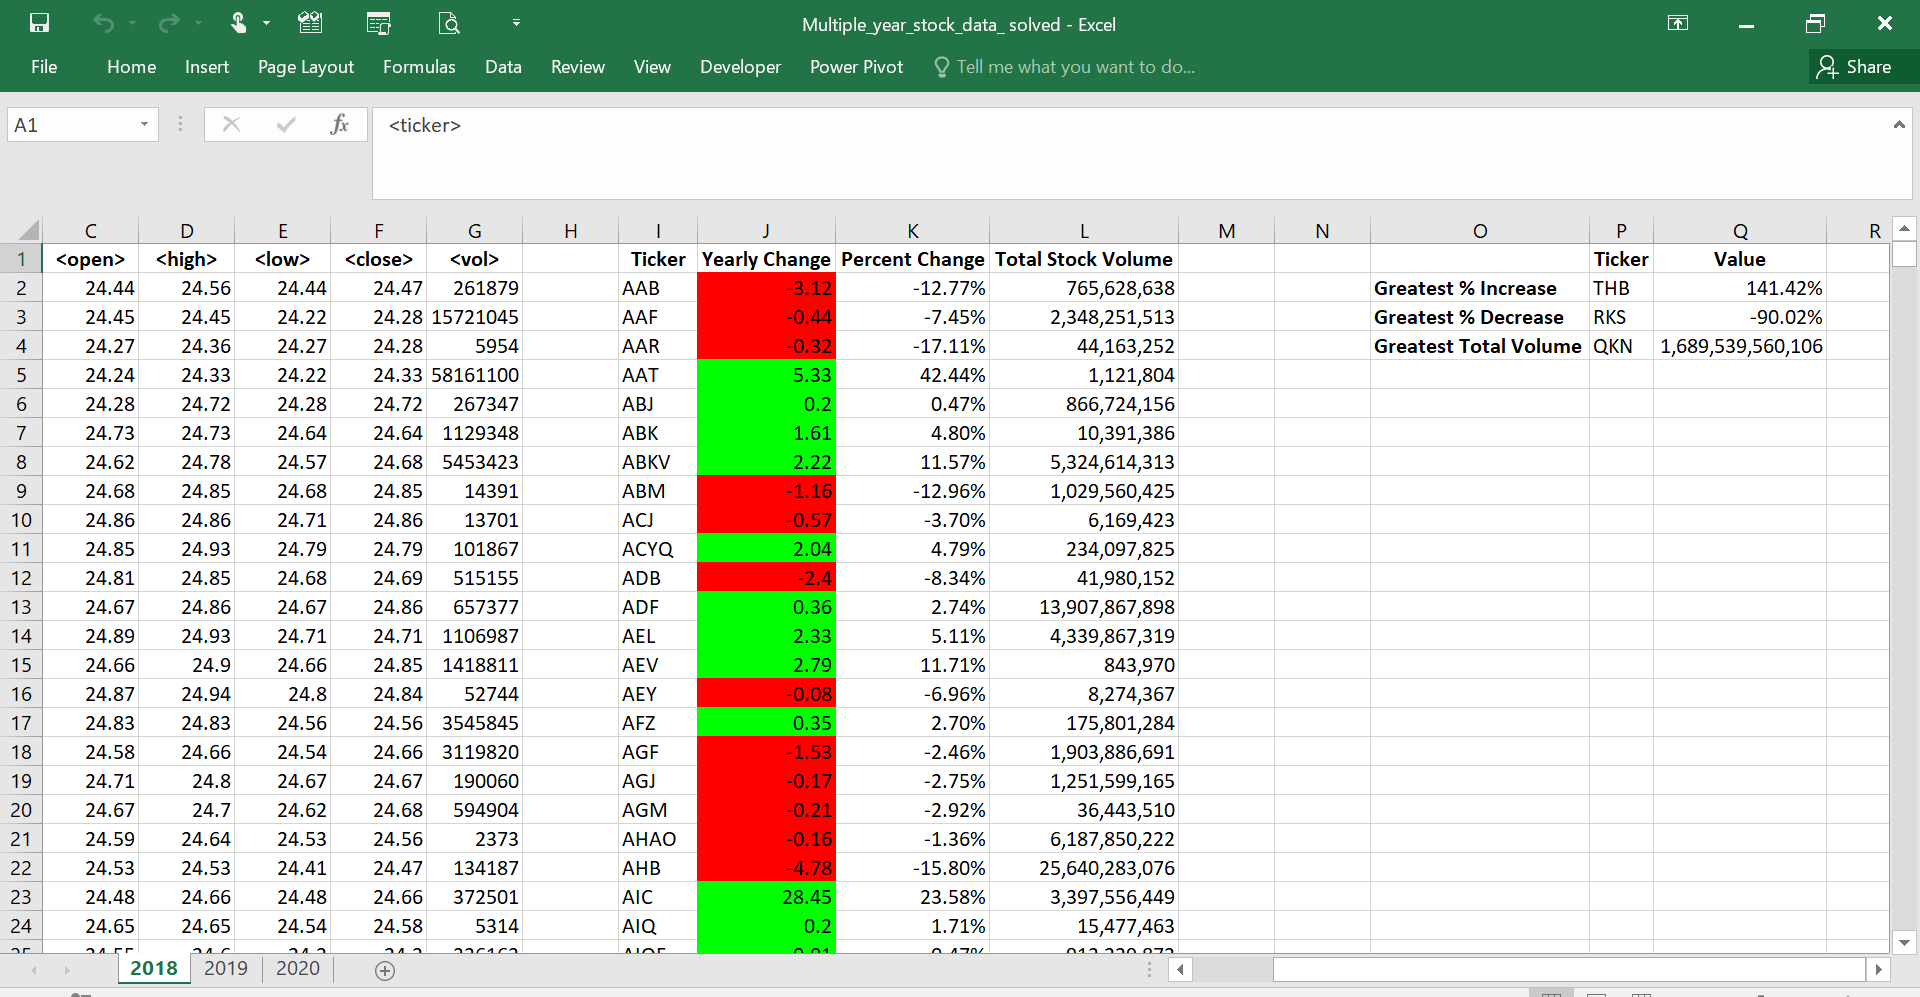 Multiple_year_stock_data_ solved - Excel
File Home Insert Page Layout Formulas Data Review View Developer Power Pivot Tell me what you want to do... Share
A1 fx <ticker>
C D E F G H I J K L M N O P Q R
1 <open> <high> <low> <close> <vol> Ticker Yearly Change Percent Change Total Stock Volume Ticker Value
2 24.44 24.56 24.44 24.47 261879 AAB -3.12 -12.77% 765,628,638 Greatest % Increase THB 141.42%
3 24.45 24.45 24.22 24.28 15721045 AAF -0.44 -7.45% 2,348,251,513 Greatest % Decrease RKS -90.02%
4 24.27 24.36 24.27 24.28 5954 AAR -0.32 -17.11% 44,163,252 Greatest Total Volume QKN 1,689,539,560,106
5 24.24 24.33 24.22 24.33 58161100 AAT 5.33 42.44% 1,121,804
6 24.28 24.72 24.28 24.72 267347 ABJ 0.2 0.47% 866,724,156
7 24.73 24.73 24.64 24.64 1129348 ABK 1.61 4.80% 10,391,386
8 24.62 24.78 24.57 24.68 5453423 ABKV 2.22 11.57% 5,324,614,313
9 24.68 24.85 24.68 24.85 14391 ABM -1.16 -12.96% 1,029,560,425
10 24.86 24.86 24.71 24.86 13701 ACJ -0.57 -3.70% 6,169,423
11 24.85 24.93 24.79 24.79 101867 ACYQ 2.04 4.79% 234,097,825
12 24.81 24.85 24.68 24.69 515155 ADB -2.4 -8.34% 41,980,152
13 24.67 24.86 24.67 24.86 657377 ADF 0.36 2.74% 13,907,867,898
14 24.89 24.93 24.71 24.71 1106987 AEL 2.33 5.11% 4,339,867,319
15 24.66 24.9 24.66 24.85 1418811 AEV 2.79 11.71% 843,970
16 24.87 24.94 24.8 24.84 52744 AEY -0.08 -6.96% 8,274,367
17 24.83 24.83 24.56 24.56 3545845 AFZ 0.35 2.70% 175,801,284
18 24.58 24.66 24.54 24.66 3119820 AGF -1.53 -2.46% 1,903,886,691
19 24.71 24.8 24.67 24.67 190060 AGJ -0.17 -2.75% 1,251,599,165
20 24.67 24.7 24.62 24.68 594904 AGM -0.21 -2.92% 36,443,510
21 24.59 24.64 24.53 24.56 2373 AHAO -0.16 -1.36% 6,187,850,222
22 24.53 24.53 24.41 24.47 134187 AHB -4.78 -15.80% 25,640,283,076
23 24.48 24.66 24.48 24.66 372501 AIC 28.45 23.58% 3,397,556,449
24 24.65 24.65 24.54 24.58 5314 AIQ 0.2 1.71% 15,477,463
2018 2019 2020